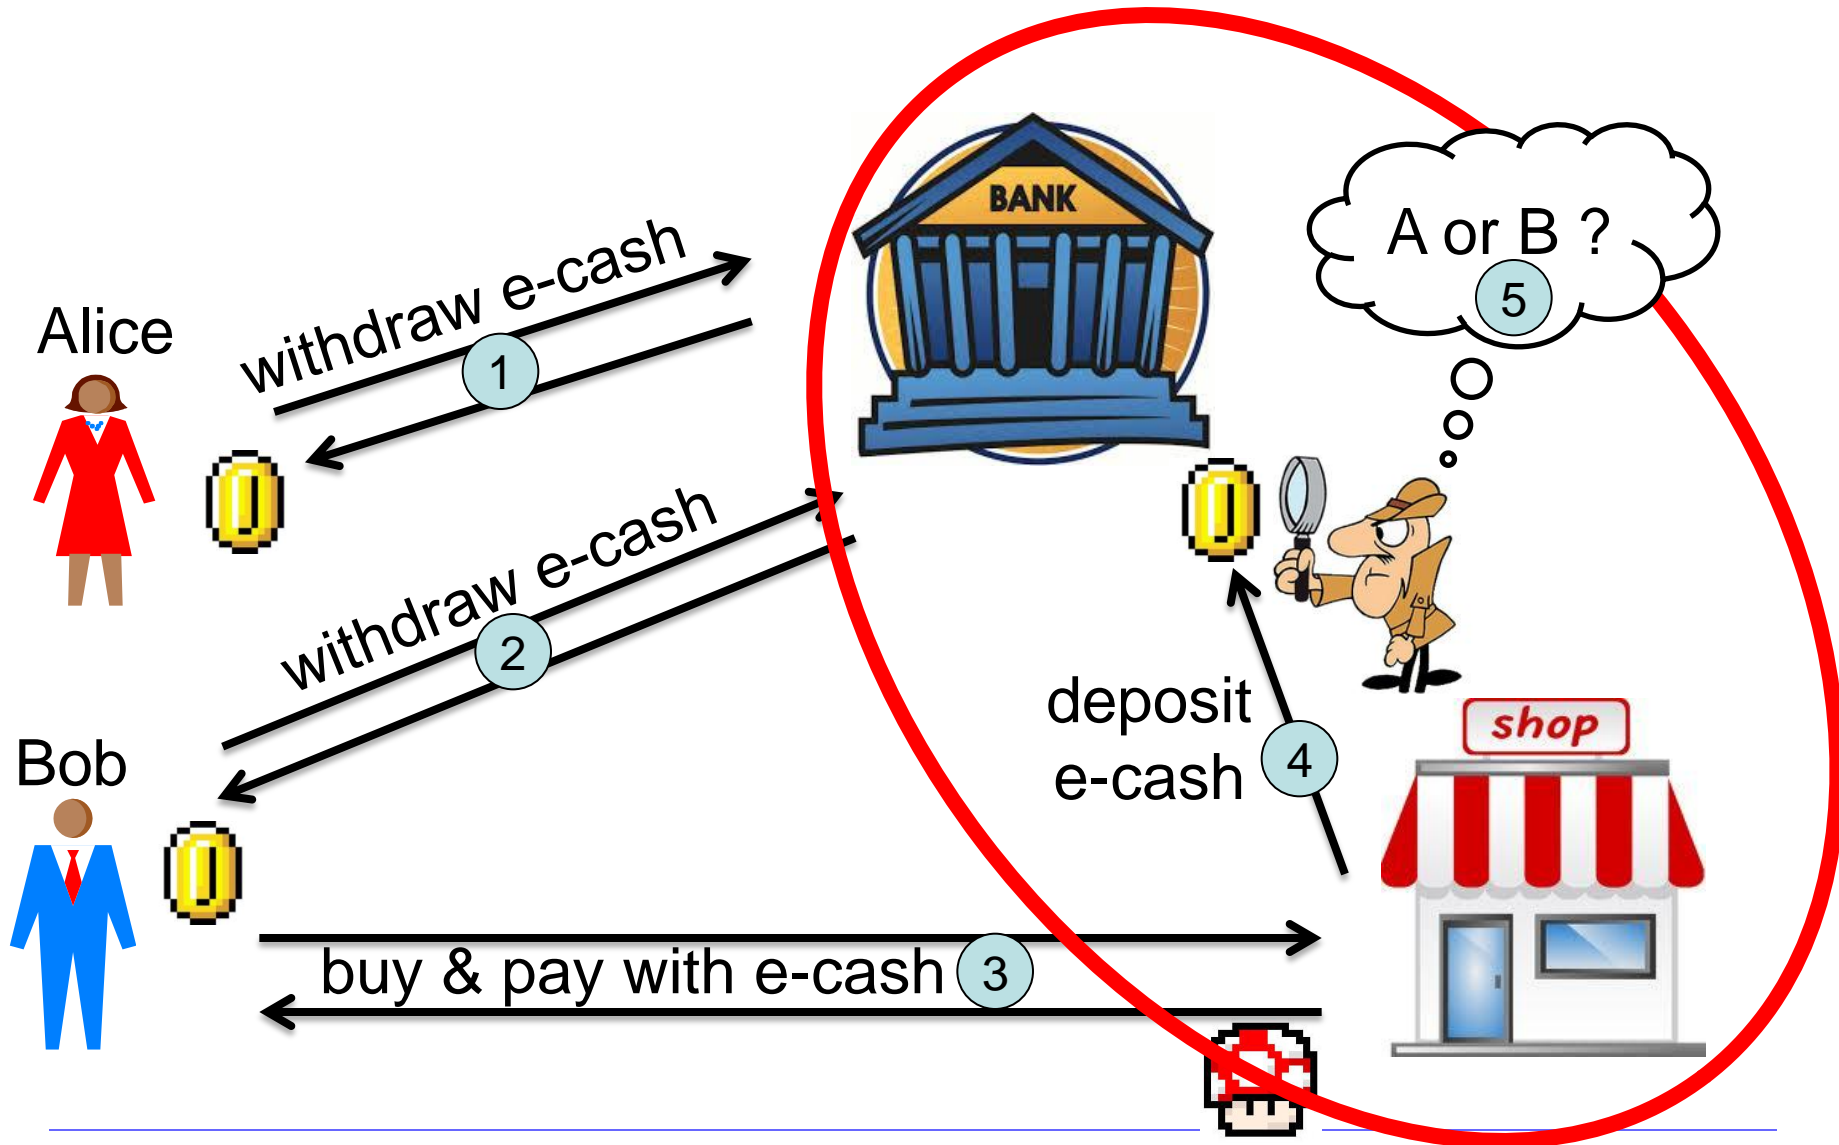 BANK
A or B ?
5
withdraw e-cash
1
Alice
withdraw e-cash
2
deposit
e-cash
4
shop
Bob
buy & pay with e-cash
3